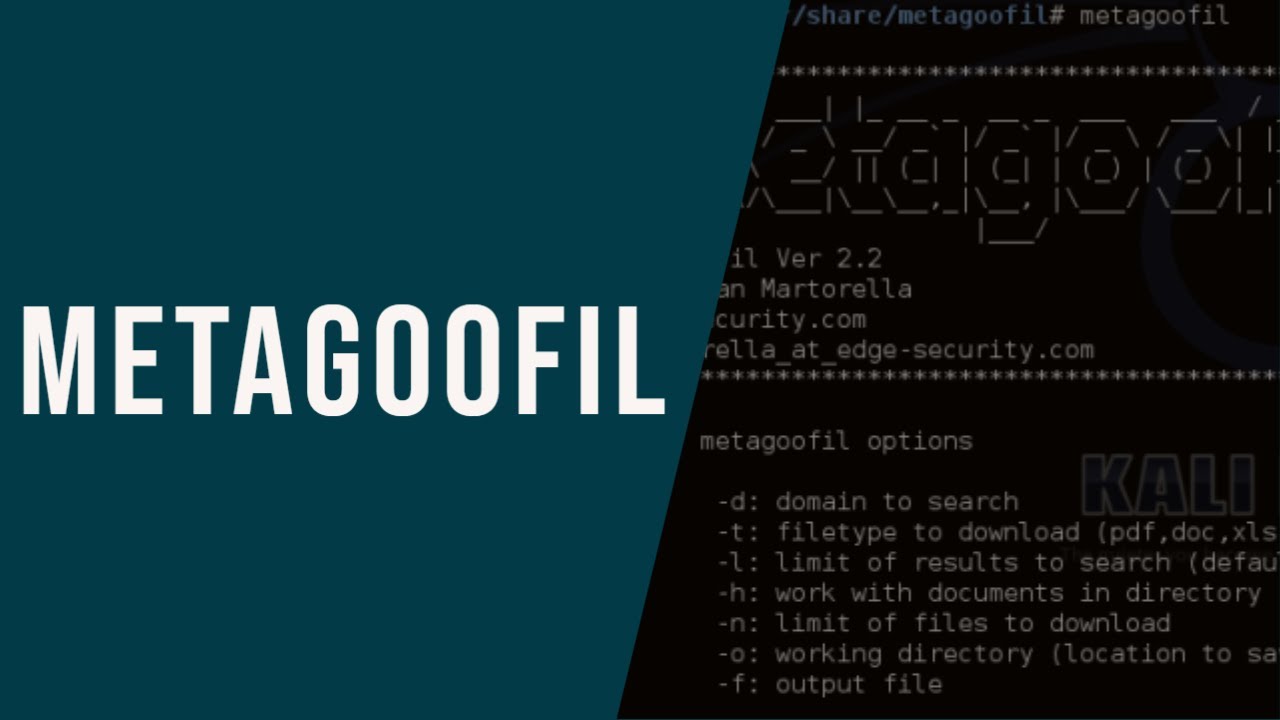 METAGOOFIL
/share/metagoofil# metagoofil
************************************
etagoof
il Ver 2.2
an Martorella
curity.com
rella_at_edge-security.com
************************************
metagoofil options
KALI
-d: domain to search
-t: filetype to download (pdf,doc,xls
-l: limit of results to search (defau
-h: work with documents in directory
-n: limit of files to download
-o: working directory (location to sa
-f: output file